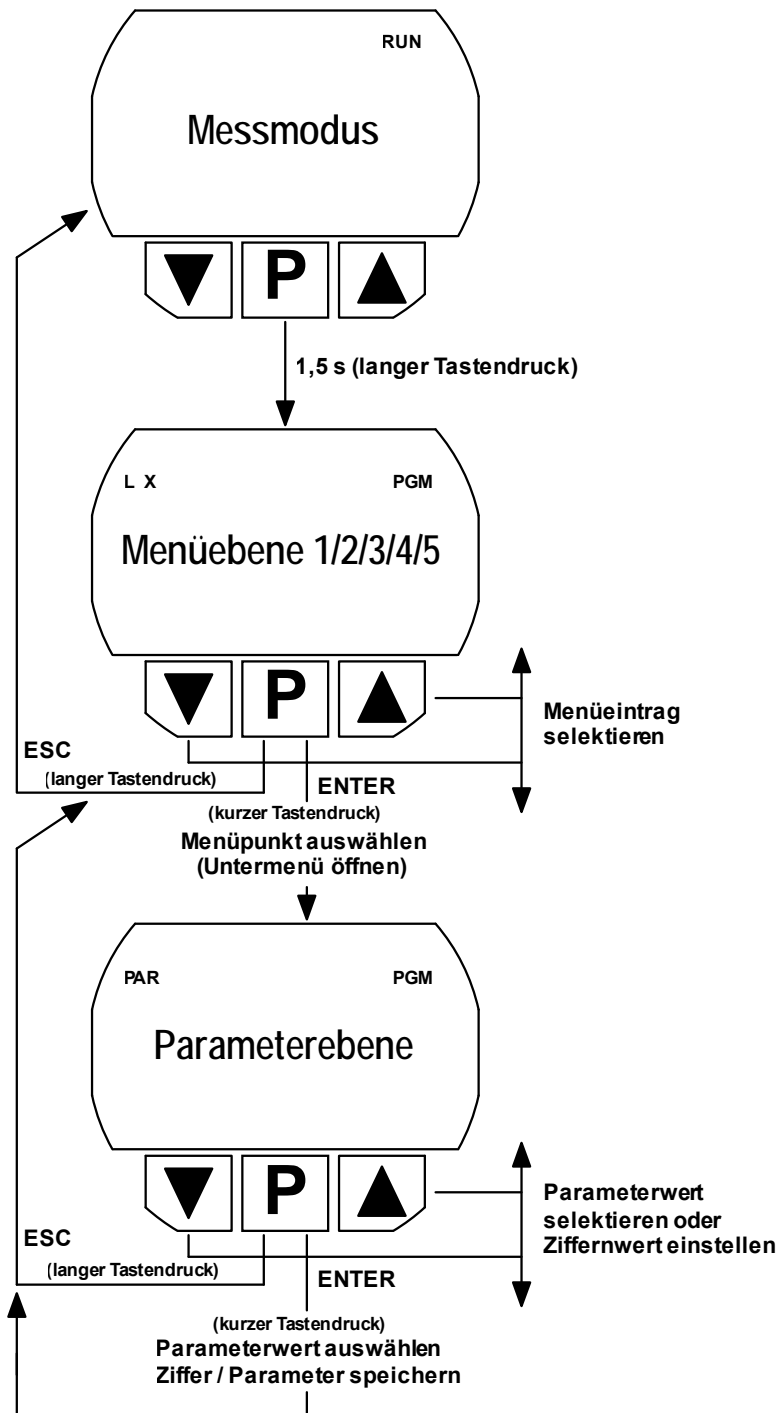 RUN
Messmodus
P
1,5 s (langer Tastendruck)
L X
PGM
Menüebene 1/2/3/4/5
P
Menüeintrag
selektieren
ESC
(langer Tastendruck)
ENTER
(kurzer Tastendruck)
Menüpunkt auswählen
(Untermenü öffnen)
PAR
PGM
Parameterebene
P
Parameterwert
selektieren oder
Ziffernwert einstellen
ESC
(langer Tastendruck)
ENTER
(kurzer Tastendruck)
Parameterwert auswählen
Ziffer / Parameter speichern